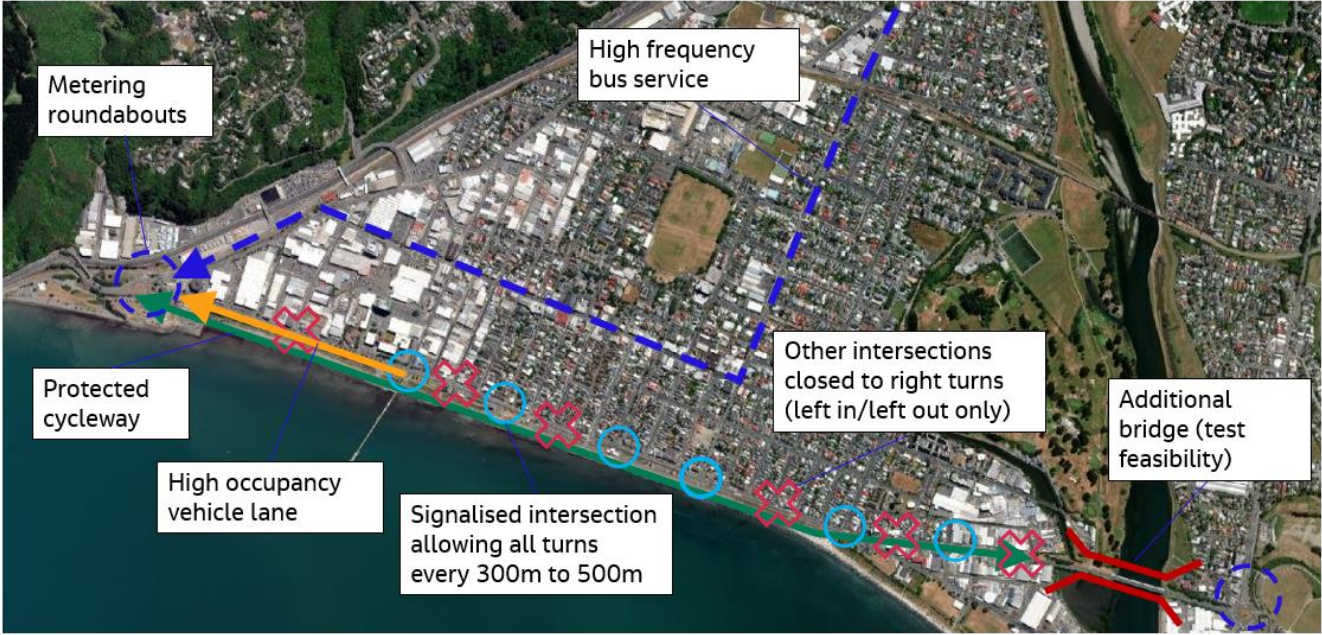 High frequency
bus service
Metering
roundabouts
Other intersections
closed to right turns
(left in/left out only)
Protected
cycleway
Additional
bridge (test
feasibility)
High occupancy
vehicle lane
Signalised intersection
allowing all turns
every 300m to 500m